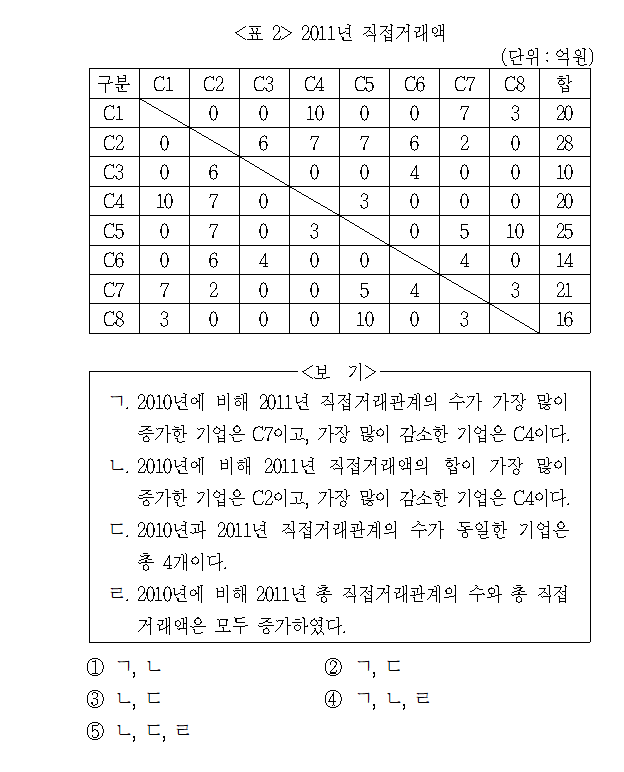 <표 2> 2011년 직접거래액
(단위 : 억원)
구분 C1 C2 C3 C4 C5 C6 C7 C8 합
C1 0 0 10 0 0 7 3 20
C2 0 6 7 7 6 2 0 28
C3 0 6 0 0 4 0 0 10
C4 10 7 0 3 0 0 0 20
C5 0 7 0 3 0 5 10 25
C6 0 6 4 0 0 4 0 14
C7 7 2 0 0 5 4 3 21
C8 3 0 0 0 10 0 3 16
<보 기>
ㄱ. 2010년에 비해 2011년 직접거래관계의 수가 가장 많이
증가한 기업은 C7이고, 가장 많이 감소한 기업은 C4이다.
ㄴ. 2010년에 비해 2011년 직접거래액의 합이 가장 많이
증가한 기업은 C2이고, 가장 많이 감소한 기업은 C4이다.
ㄷ. 2010년과 2011년 직접거래관계의 수가 동일한 기업은
총 4개이다.
ㄹ. 2010년에 비해 2011년 총 직접거래관계의 수와 총 직접
거래액은 모두 증가하였다.
① ㄱ, ㄴ ② ㄱ, ㄷ
③ ㄴ, ㄷ ④ ㄱ, ㄴ, ㄹ
⑤ ㄴ, ㄷ, ㄹ